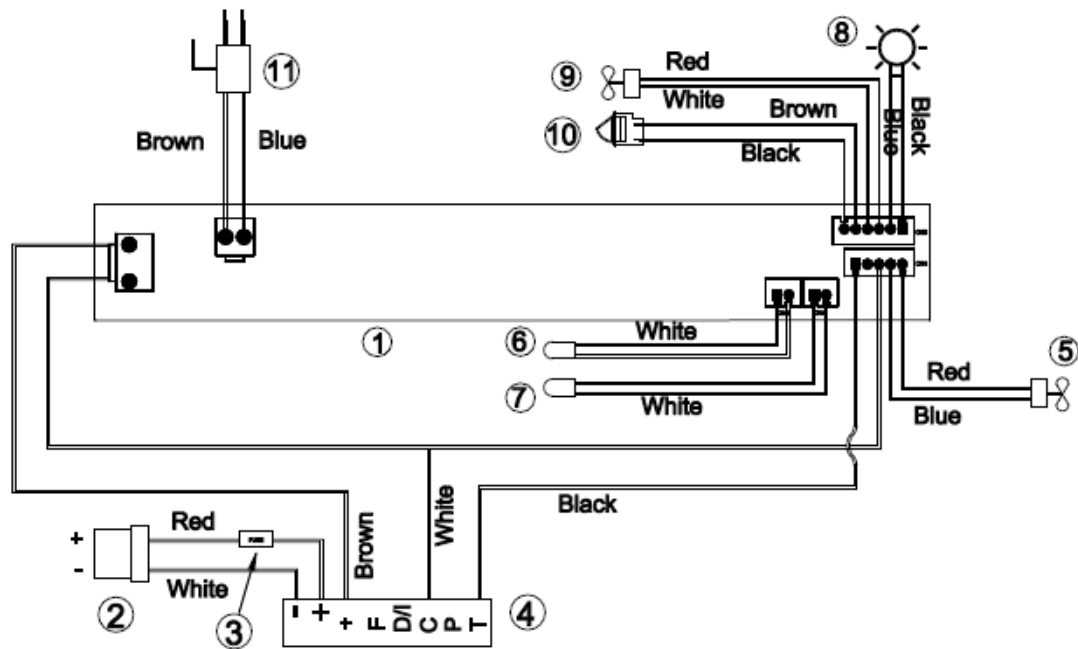 ⑧
⑪
⑨
Red
White
Brown
Blue
⑩
Brown
Black
Blue
Black
①
⑥
White
⑦
White
⑤
Red
Blue
Red
+
-
White
②
FUSE
③
Brown
White
Black
- + + F D/I C P T
④